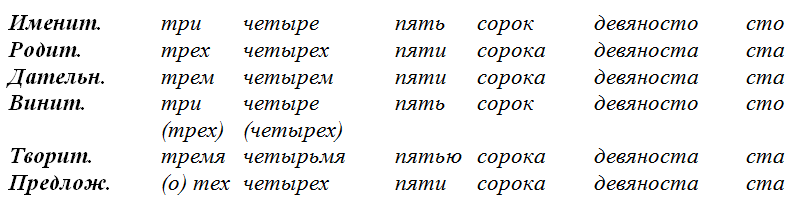 Именит. три четыре пять сорок девяносто сто
Родит. трех четырех пяти сорока девяноста ста
Дательн. трем четырем пяти сорока девяноста ста
Винит. три четыре пять сорок девяносто сто
(трех) (четырех)
Творит. тремя четырьмя пятью сорока девяноста ста
Предлож. (о) тех четырех пяти сорока девяноста ста